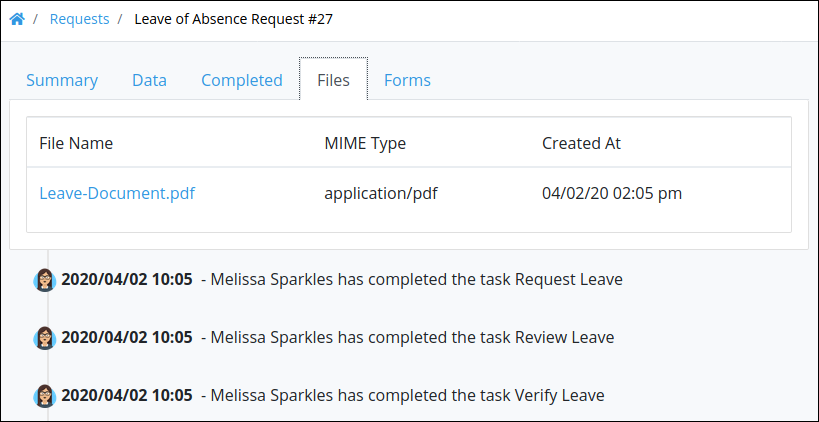 / Requests / Leave of Absence Request #27
Summary Data Completed Files Forms
File Name MIME Type Created At
Leave-Document.pdf application/pdf 04/02/20 02:05 pm
2020/04/02 10:05 - Melissa Sparkles has completed the task Request Leave
2020/04/02 10:05 - Melissa Sparkles has completed the task Review Leave
2020/04/02 10:05 - Melissa Sparkles has completed the task Verify Leave